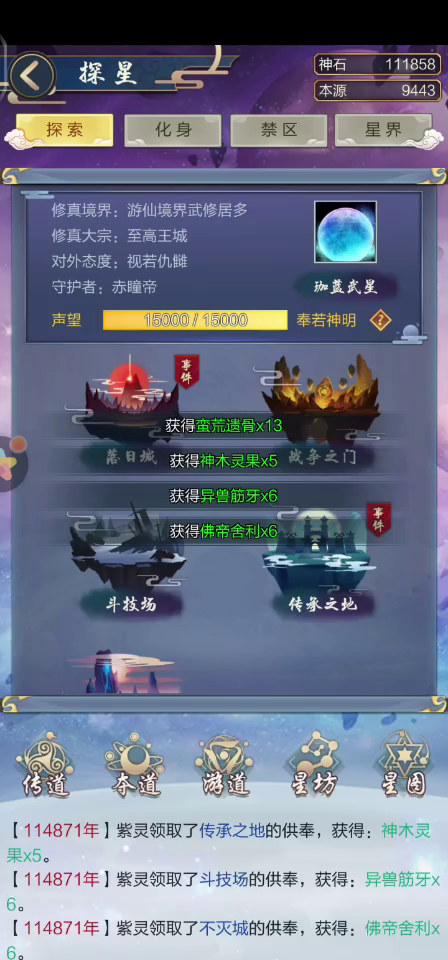 探星
神石 111858
本源 9443
探索 化身 禁区 星界
修真境界：游仙境界武修居多
修真大宗：至高王城
对外态度：视若仇雠
守护者：赤瞳帝
珈蓝武星
声望 15000 / 15000 奉若神明 ?
事件
获得蛮荒遗骨x13
落日城 战争之门
获得神木灵果x5
获得异兽筋牙x6
事件
获得佛帝舍利x6
斗技场 传承之地
传道 夺道 游道 星坊 星图
【114871年】紫灵领取了传承之地的供奉，获得：神木灵
果x5。
【114871年】紫灵领取了斗技场的供奉，获得：异兽筋牙x
6。
【114871年】紫灵领取了不灭城的供奉，获得：佛帝舍利x
6。